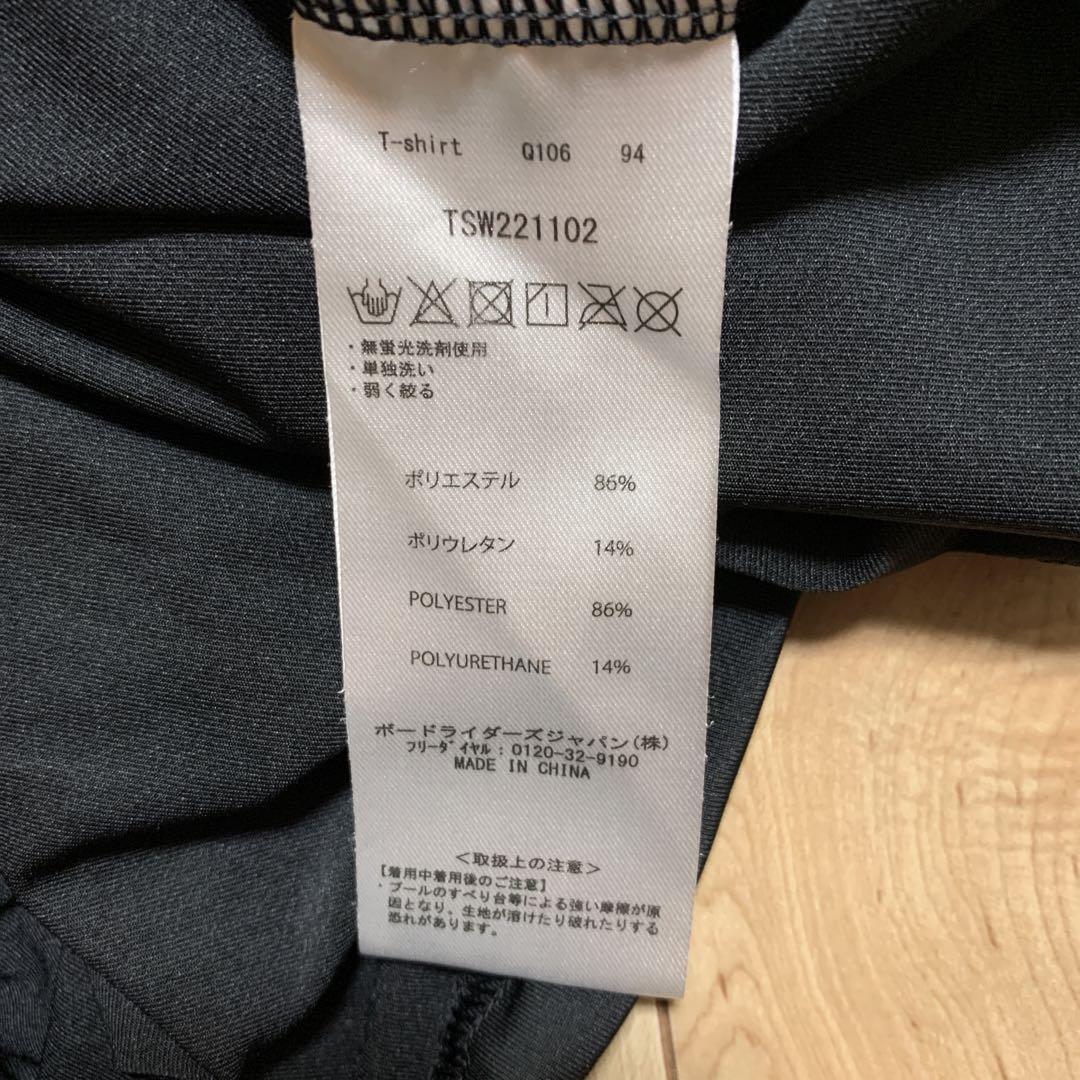 T-shirt Q106 94
TSW221102
・無蛍光洗剤使用
・単独洗い
・弱く絞る
ポリエステル 86%
ポリウレタン 14%
POLYESTER 86%
POLYURETHANE 14%
ボードライダーズジャパン(株)
フリーダイヤル：0120-32-9190
MADE IN CHINA
＜取扱上の注意＞
【着用中着用後のご注意】
・プールのすべり台等による強い摩擦が原
因となり、生地が溶けたり破れたりする
恐れがあります。